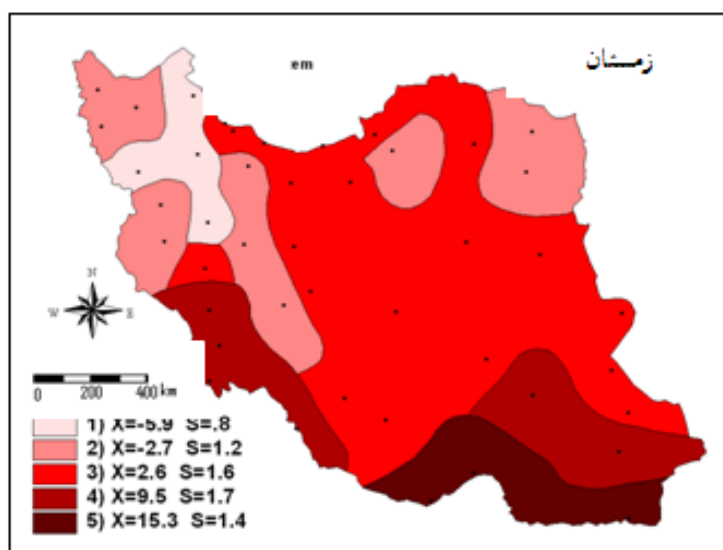 em
زمستان
N
W E
S
0 200 400 km
1) X=-5.9 S=.8
2) X=-2.7 S=1.2
3) X=2.6 S=1.6
4) X=9.5 S=1.7
5) X=15.3 S=1.4